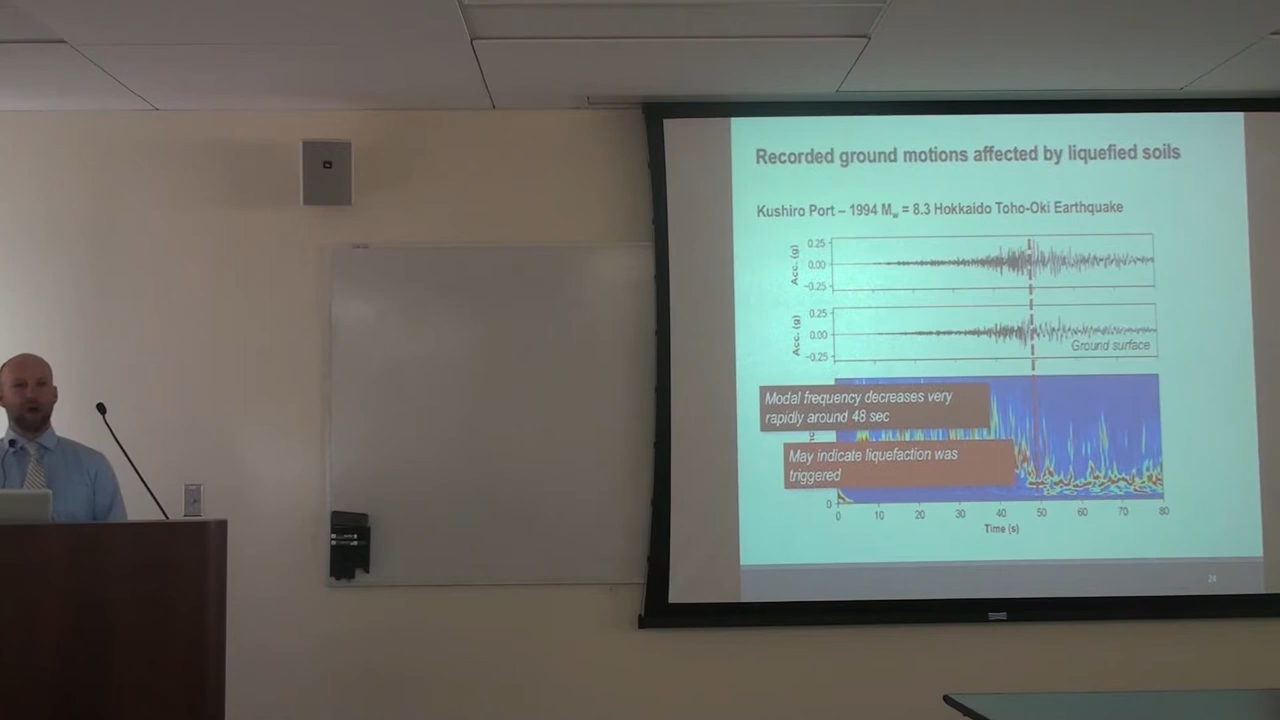 Recorded ground motions affected by liquefied soils
Kushiro Port – 1994 Mw = 8.3 Hokkaido Toho-Oki Earthquake
0.25
0.00
−0.25
Acc. (g)
0.25
0.00
−0.25
Acc. (g)
Ground surface
Modal frequency decreases very
rapidly around 48 sec
May indicate liquefaction was
triggered
0
0 10 20 30 40 50 60 70 80
Time (s)
24